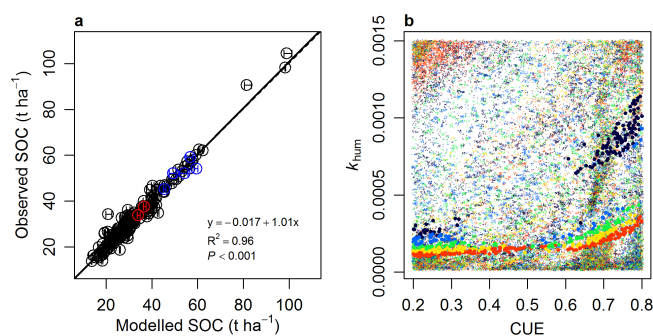 a
Observed SOC (t ha⁻¹)
100
80
60
40
20
y = −0.017 + 1.01x
R² = 0.96
P < 0.001
20 40 60 80 100
Modelled SOC (t ha⁻¹)
b
k_hum
0.0015
0.0010
0.0005
0.0000
0.2 0.3 0.4 0.5 0.6 0.7 0.8
CUE